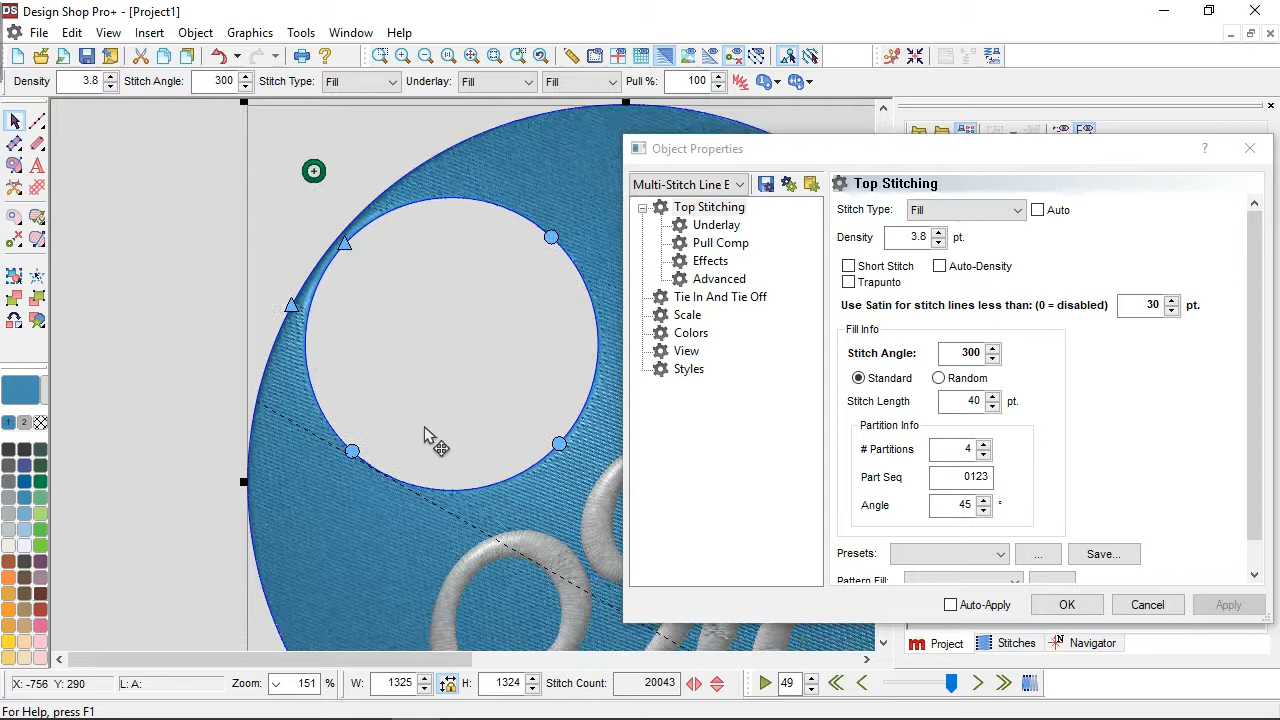 DS Design Shop Pro+ - [Project1]
File Edit View Insert Object Graphics Tools Window Help
Density 3.8 Stitch Angle: 300 Stitch Type: Fill Underlay: Fill Fill Pull % 100
Object Properties ?
Multi-Stitch Line E
Top Stitching
Underlay
Pull Comp
Effects
Advanced
Tie In And Tie Off
Scale
Colors
View
Styles
Top Stitching
Stitch Type: Fill Auto
Density 3.8 pt.
Short Stitch Auto-Density
Trapunto
Use Satin for stitch lines less than: (0 = disabled) 30 pt.
Fill Info
Stitch Angle: 300
Standard Random
Stitch Length 40 pt.
Partition Info
# Partitions 4
Part Seq 0123
Angle 45 °
Presets: ... Save...
Pattern Fill:
Auto-Apply OK Cancel Apply
1 2
m Project Stitches N Navigator
X: -756 Y: 290 L: A: Zoom: 151 % W: 1325 H: 1324 Stitch Count: 20043 49
For Help, press F1